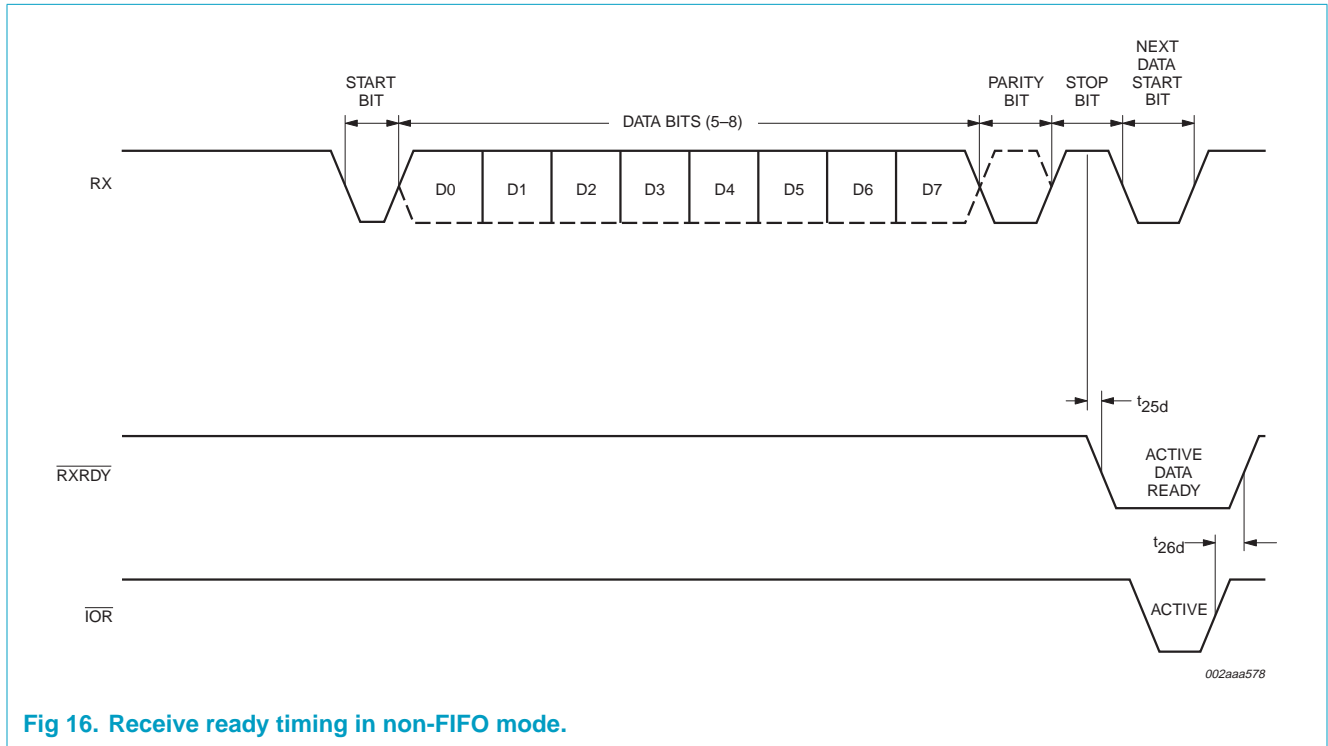 START
BIT
DATA BITS (5–8)
PARITY
BIT
STOP
BIT
NEXT
DATA
START
BIT
RX
D0 D1 D2 D3 D4 D5 D6 D7
t25d
RXRDY
ACTIVE
DATA
READY
t26d
IOR
ACTIVE
002aaa578
Fig 16. Receive ready timing in non-FIFO mode.